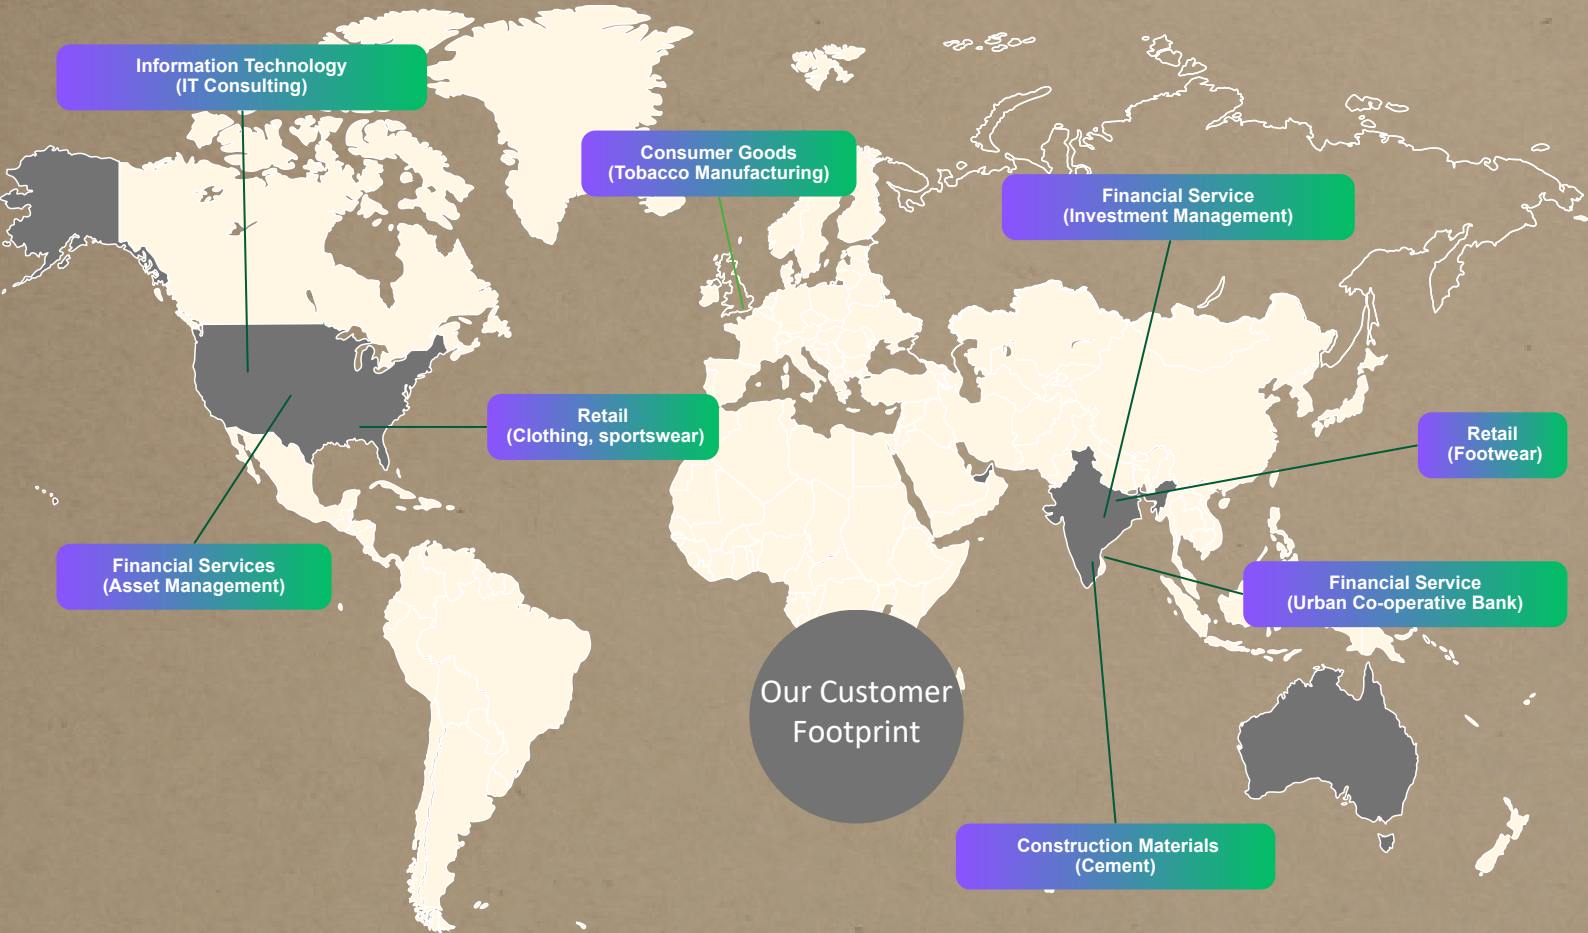 Information Technology
(IT Consulting)
Consumer Goods
(Tobacco Manufacturing)
Financial Service
(Investment Management)
Retail
(Clothing, sportswear)
Retail
(Footwear)
Financial Services
(Asset Management)
Financial Service
(Urban Co-operative Bank)
Our Customer
Footprint
Construction Materials
(Cement)